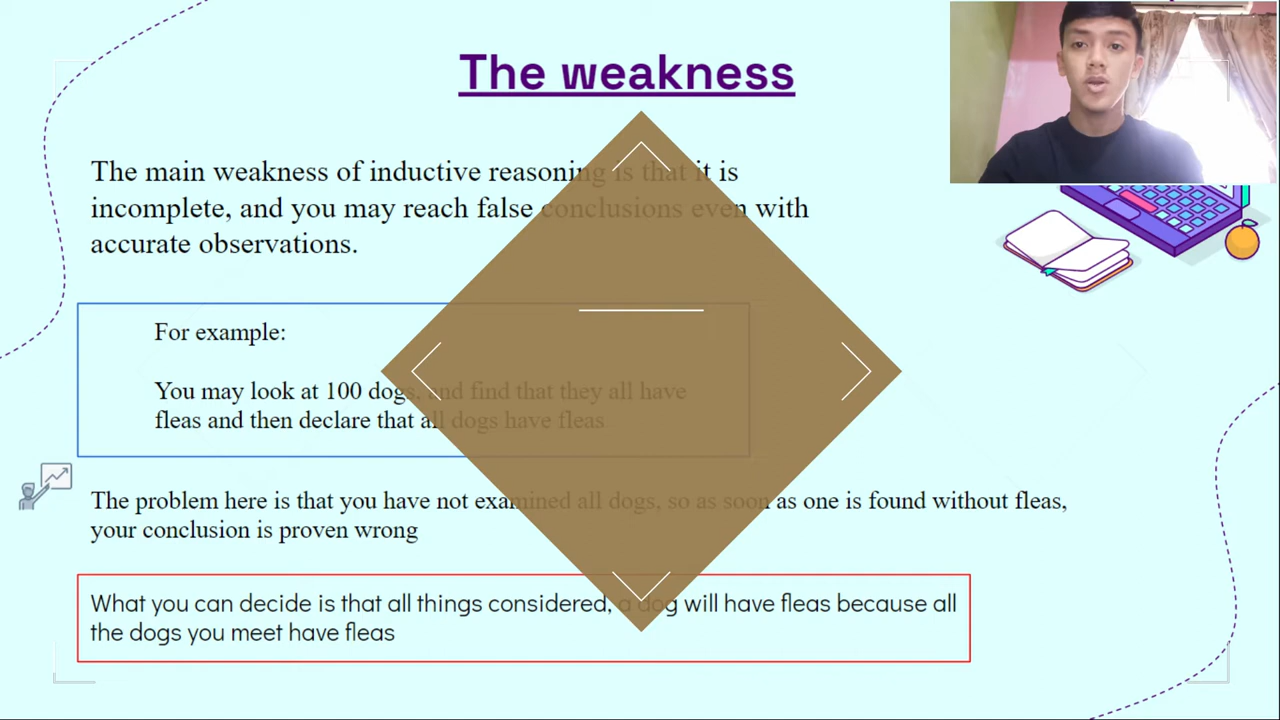 The weakness
The main weakness of inductive reasoning is that it is
incomplete, and you may reach false conclusions even with
accurate observations.
For example:
You may look at 100 dogs, and find that they all have
fleas and then declare that all dogs have fleas
The problem here is that you have not examined all dogs, so as soon as one is found without fleas,
your conclusion is proven wrong
What you can decide is that all things considered, a dog will have fleas because all
the dogs you meet have fleas